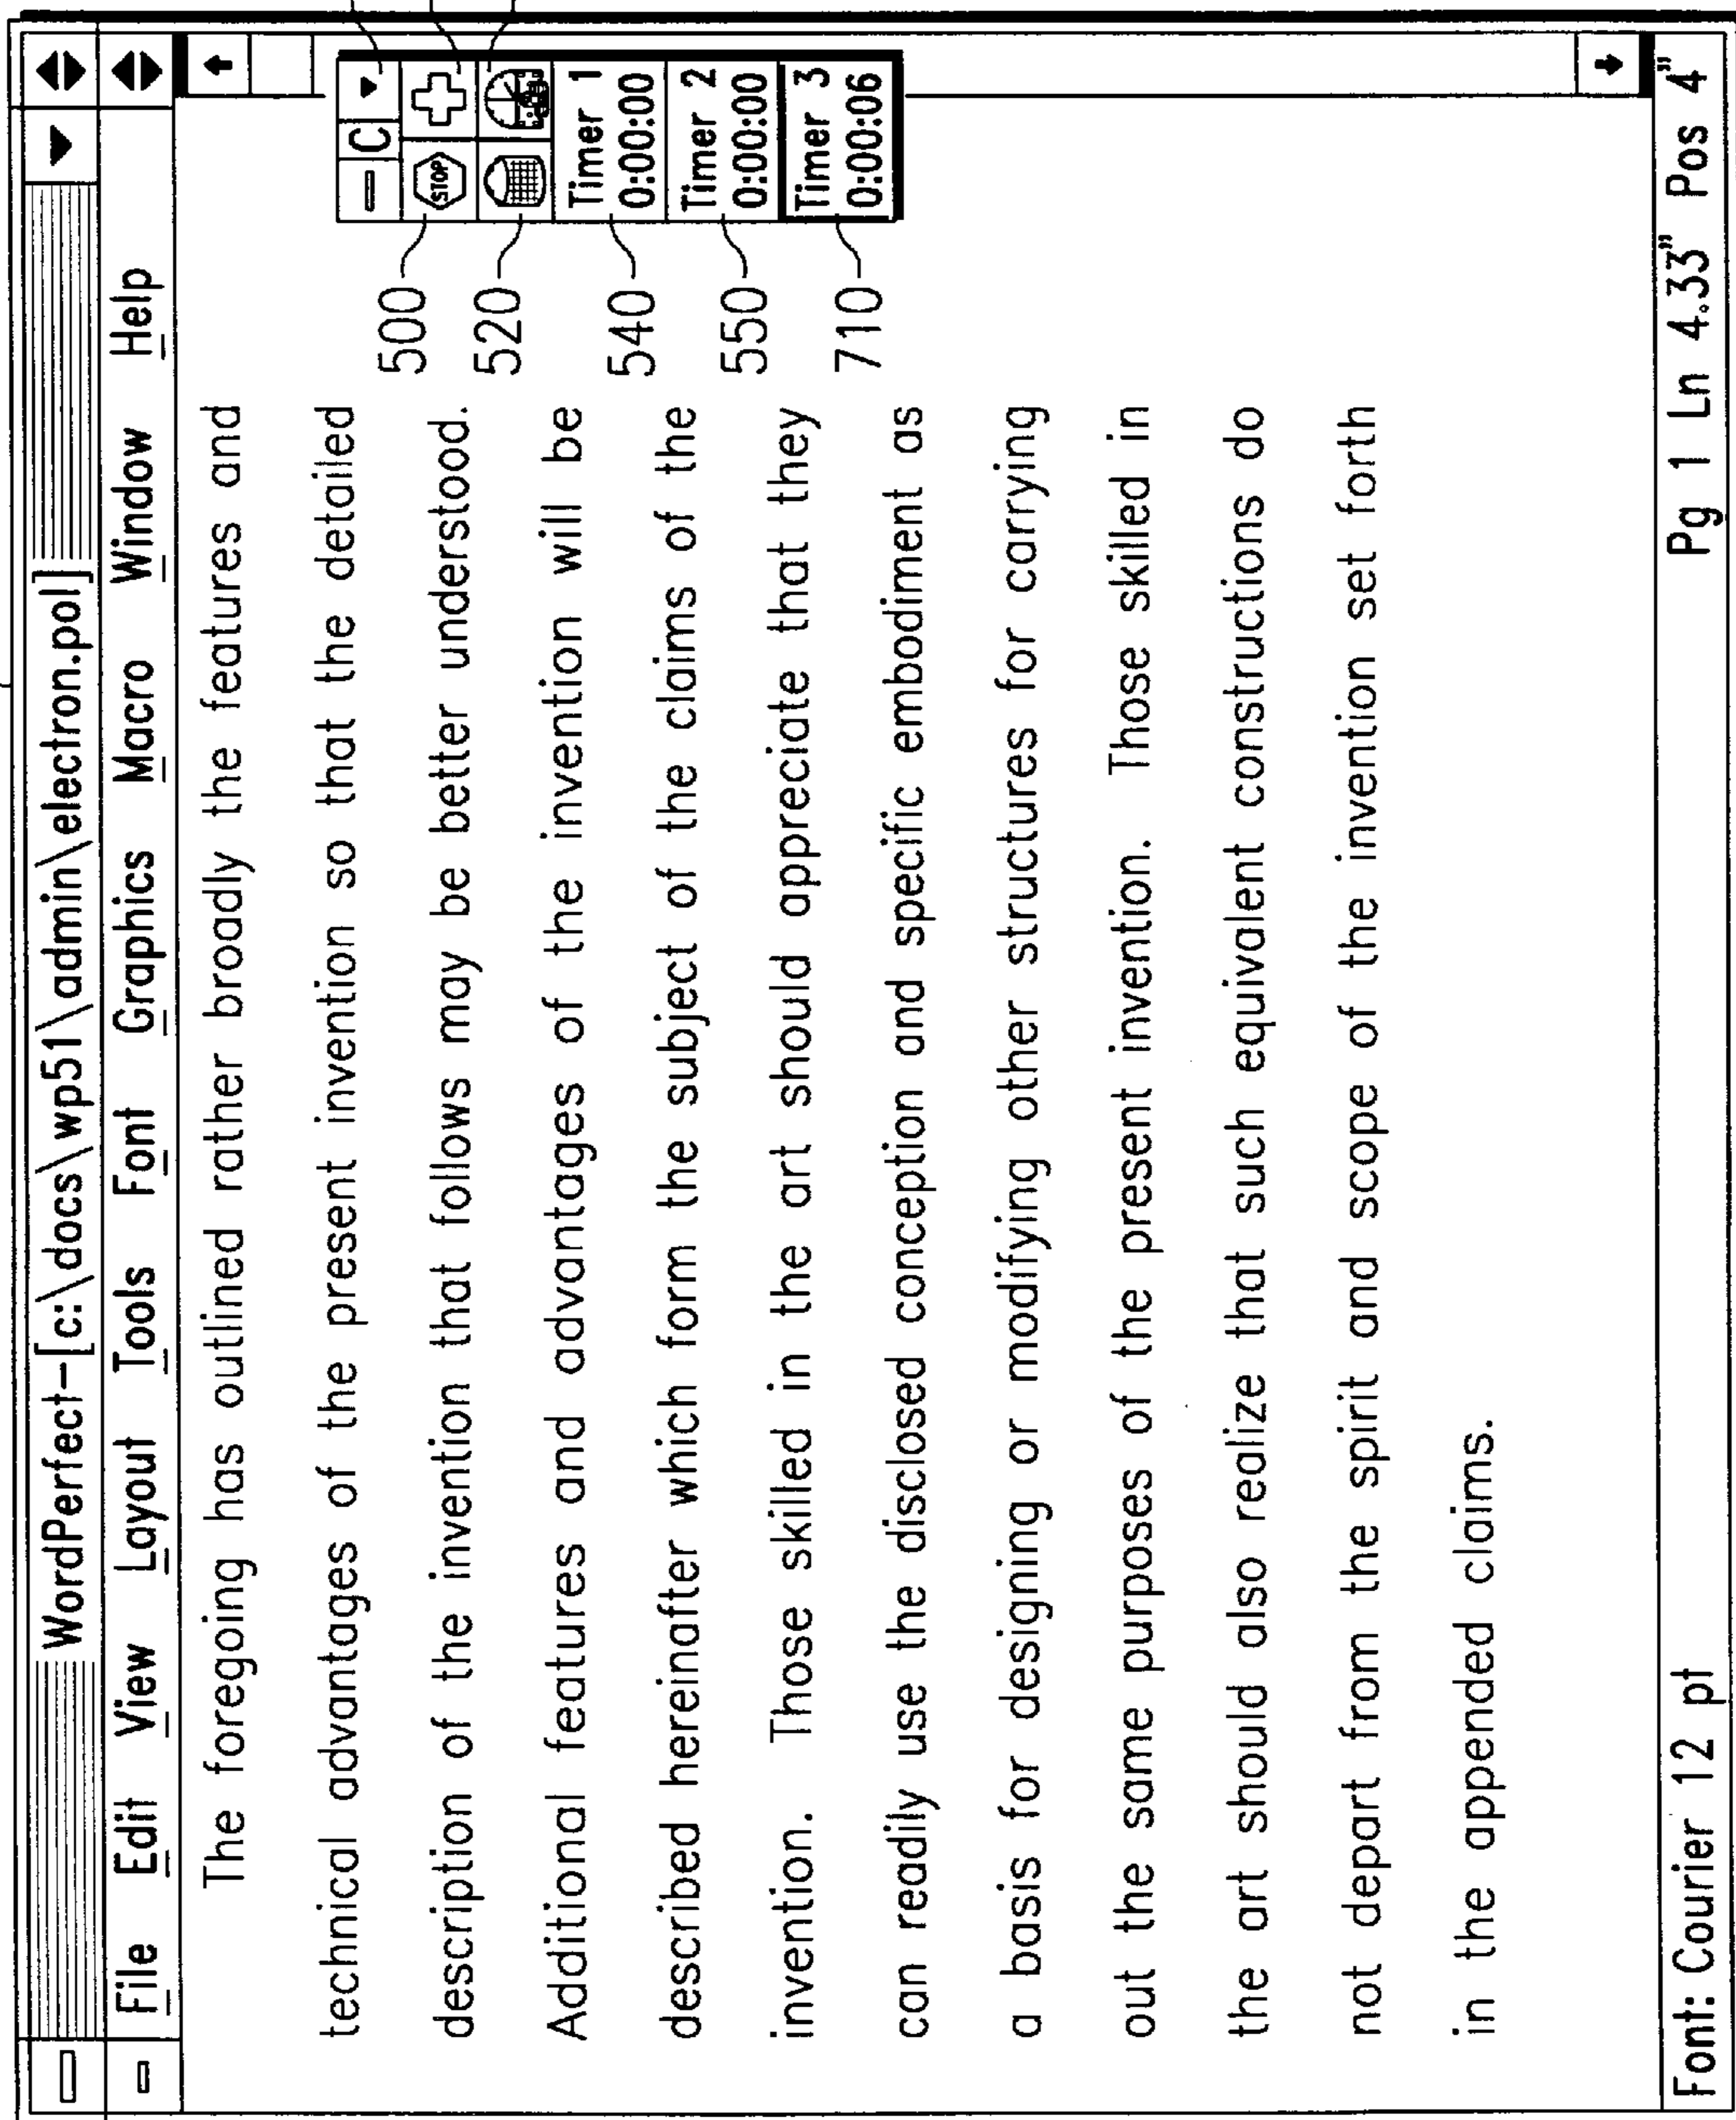 WordPerfect-[c:\docs\wp51\admin\electron.pol]
File Edit View Layout Tools Font Graphics Macro Window Help
The foregoing has outlined rather broadly the features and
technical advantages of the present invention so that the detailed
description of the invention that follows may be better understood.
Additional features and advantages of the invention will be
described hereinafter which form the subject of the claims of the
invention. Those skilled in the art should appreciate that they
can readily use the disclosed conception and specific embodiment as
a basis for designing or modifying other structures for carrying
out the same purposes of the present invention. Those skilled in
the art should also realize that such equivalent constructions do
not depart from the spirit and scope of the invention set forth
in the appended claims.
C
500
STOP
520
540
Timer 1
0:00:00
550
Timer 2
0:00:00
710
Timer 3
0:00:06
Font: Courier 12 pt
Pg 1 Ln 4.33" Pos 4"